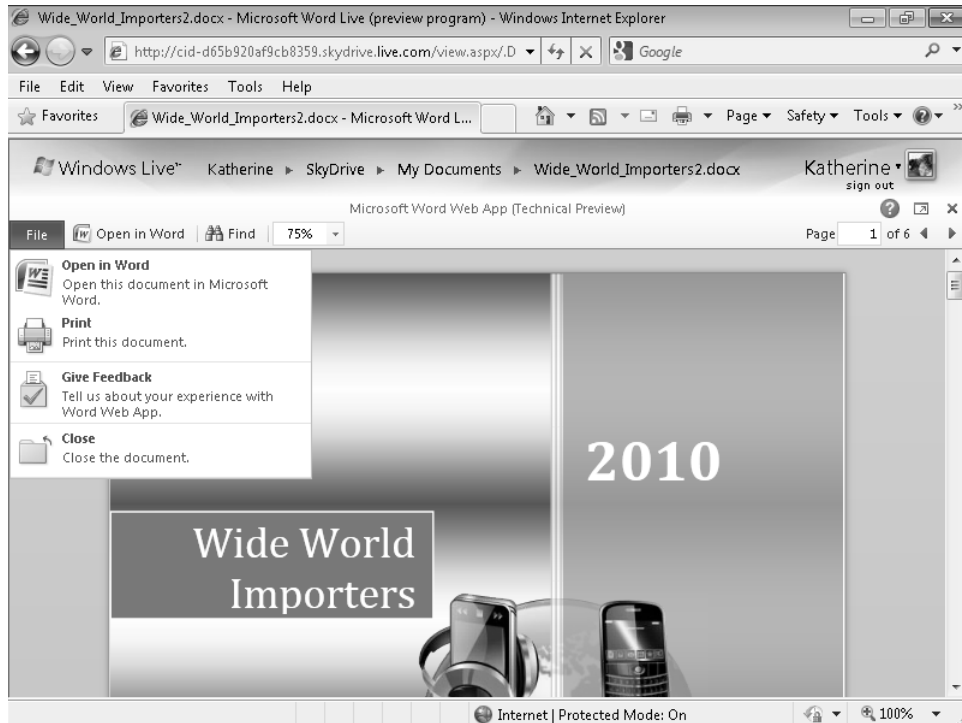 Wide_World_Importers2.docx - Microsoft Word Live (preview program) - Windows Internet Explorer
http://cid-d65b920af9cb8359.skydrive.live.com/view.aspx/.D
Google
File Edit View Favorites Tools Help
Favorites
Wide_World_Importers2.docx - Microsoft Word L...
Page Safety Tools
Windows Live™ Katherine ▸ SkyDrive ▸ My Documents ▸ Wide_World_Importers2.docx
Katherine
sign out
Microsoft Word Web App (Technical Preview)
File Open in Word Find 75% Page 1 of 6
Open in Word
Open this document in Microsoft
Word.
Print
Print this document.
Give Feedback
Tell us about your experience with
Word Web App.
Close
Close the document.
2010
Wide World
Importers
Internet | Protected Mode: On
100%